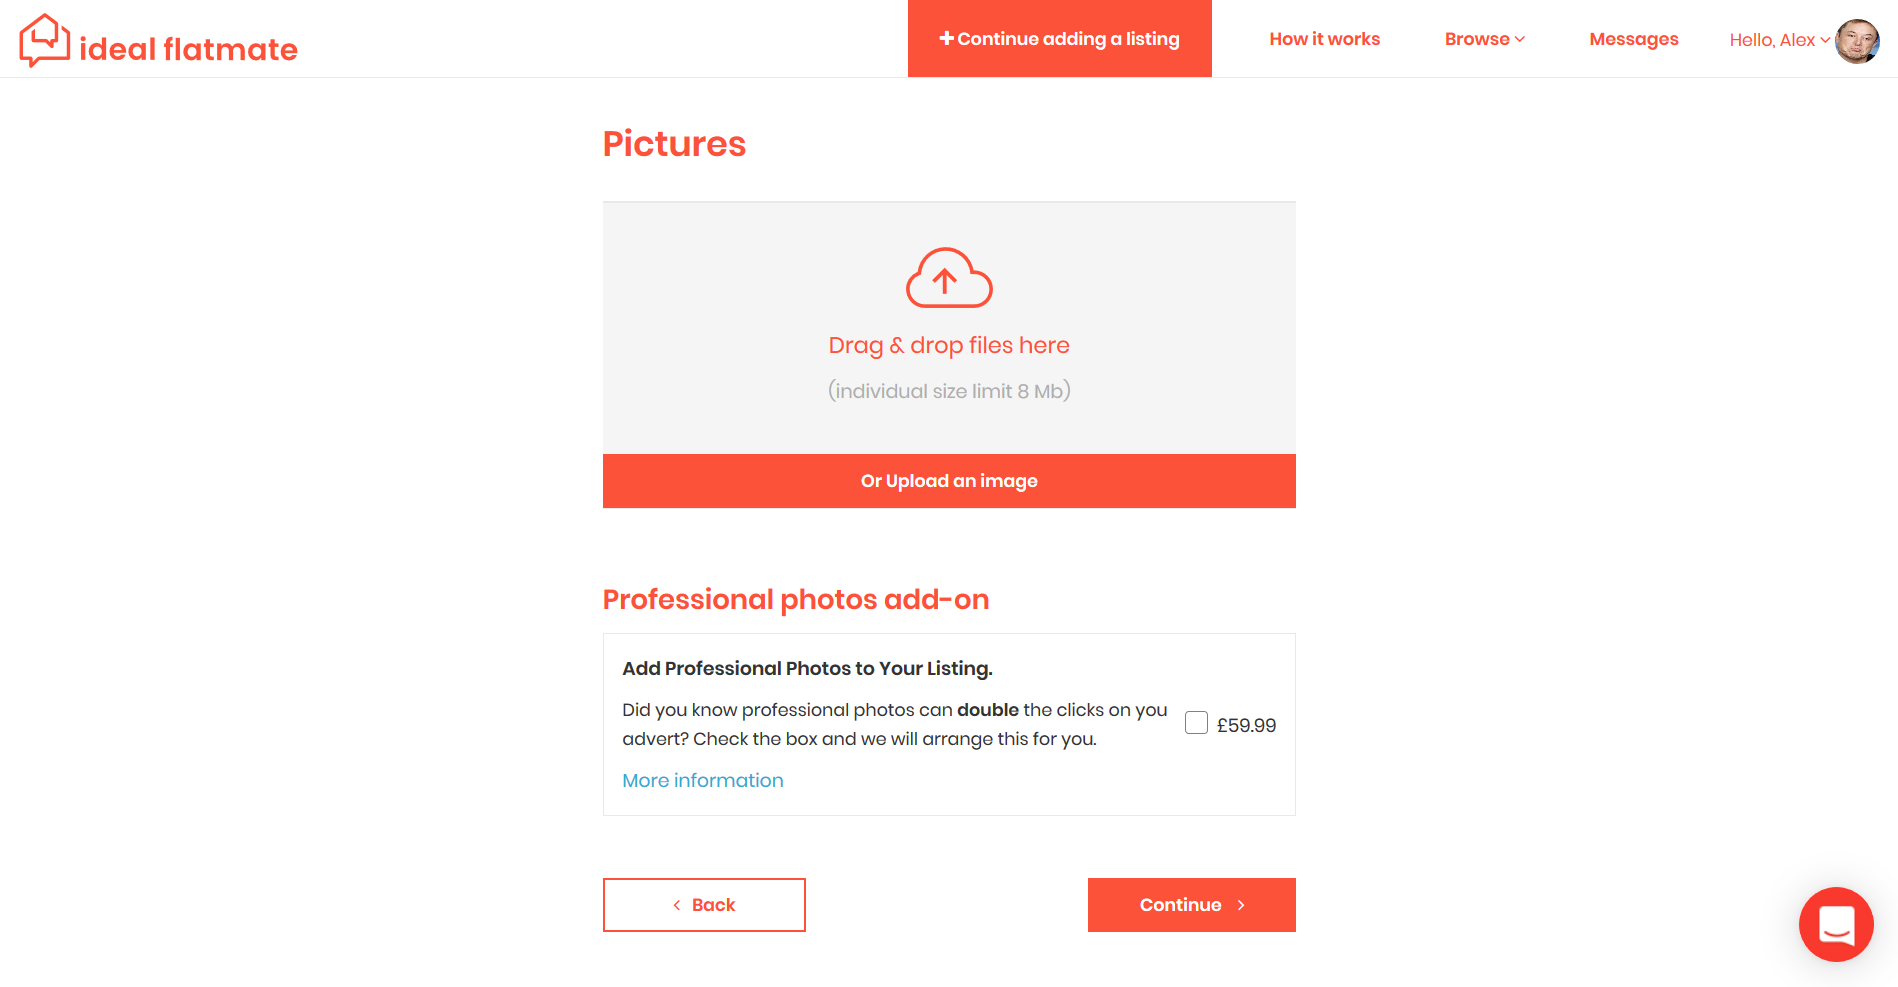 ideal flatmate
Continue adding a listing
How it works
Browse
Messages
Hello, Alex
Pictures
Drag & drop files here
(individual size limit 8 Mb)
Or Upload an image
Professional photos add-on
Add Professional Photos to Your Listing.
Did you know professional photos can double the clicks on you
advert? Check the box and we will arrange this for you.
£59.99
More information
Back
Continue